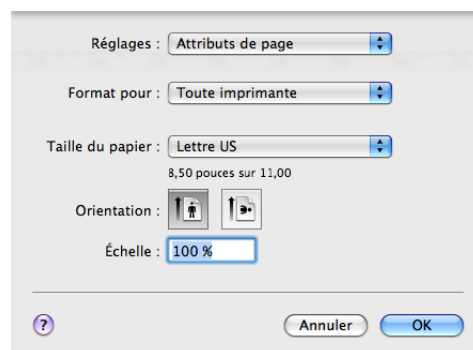 Réglages : Attributs de page
Format pour : Toute imprimante
Taille du papier : Lettre US
8,50 pouces sur 11,00
Orientation :
Échelle : 100 %
? Annuler OK